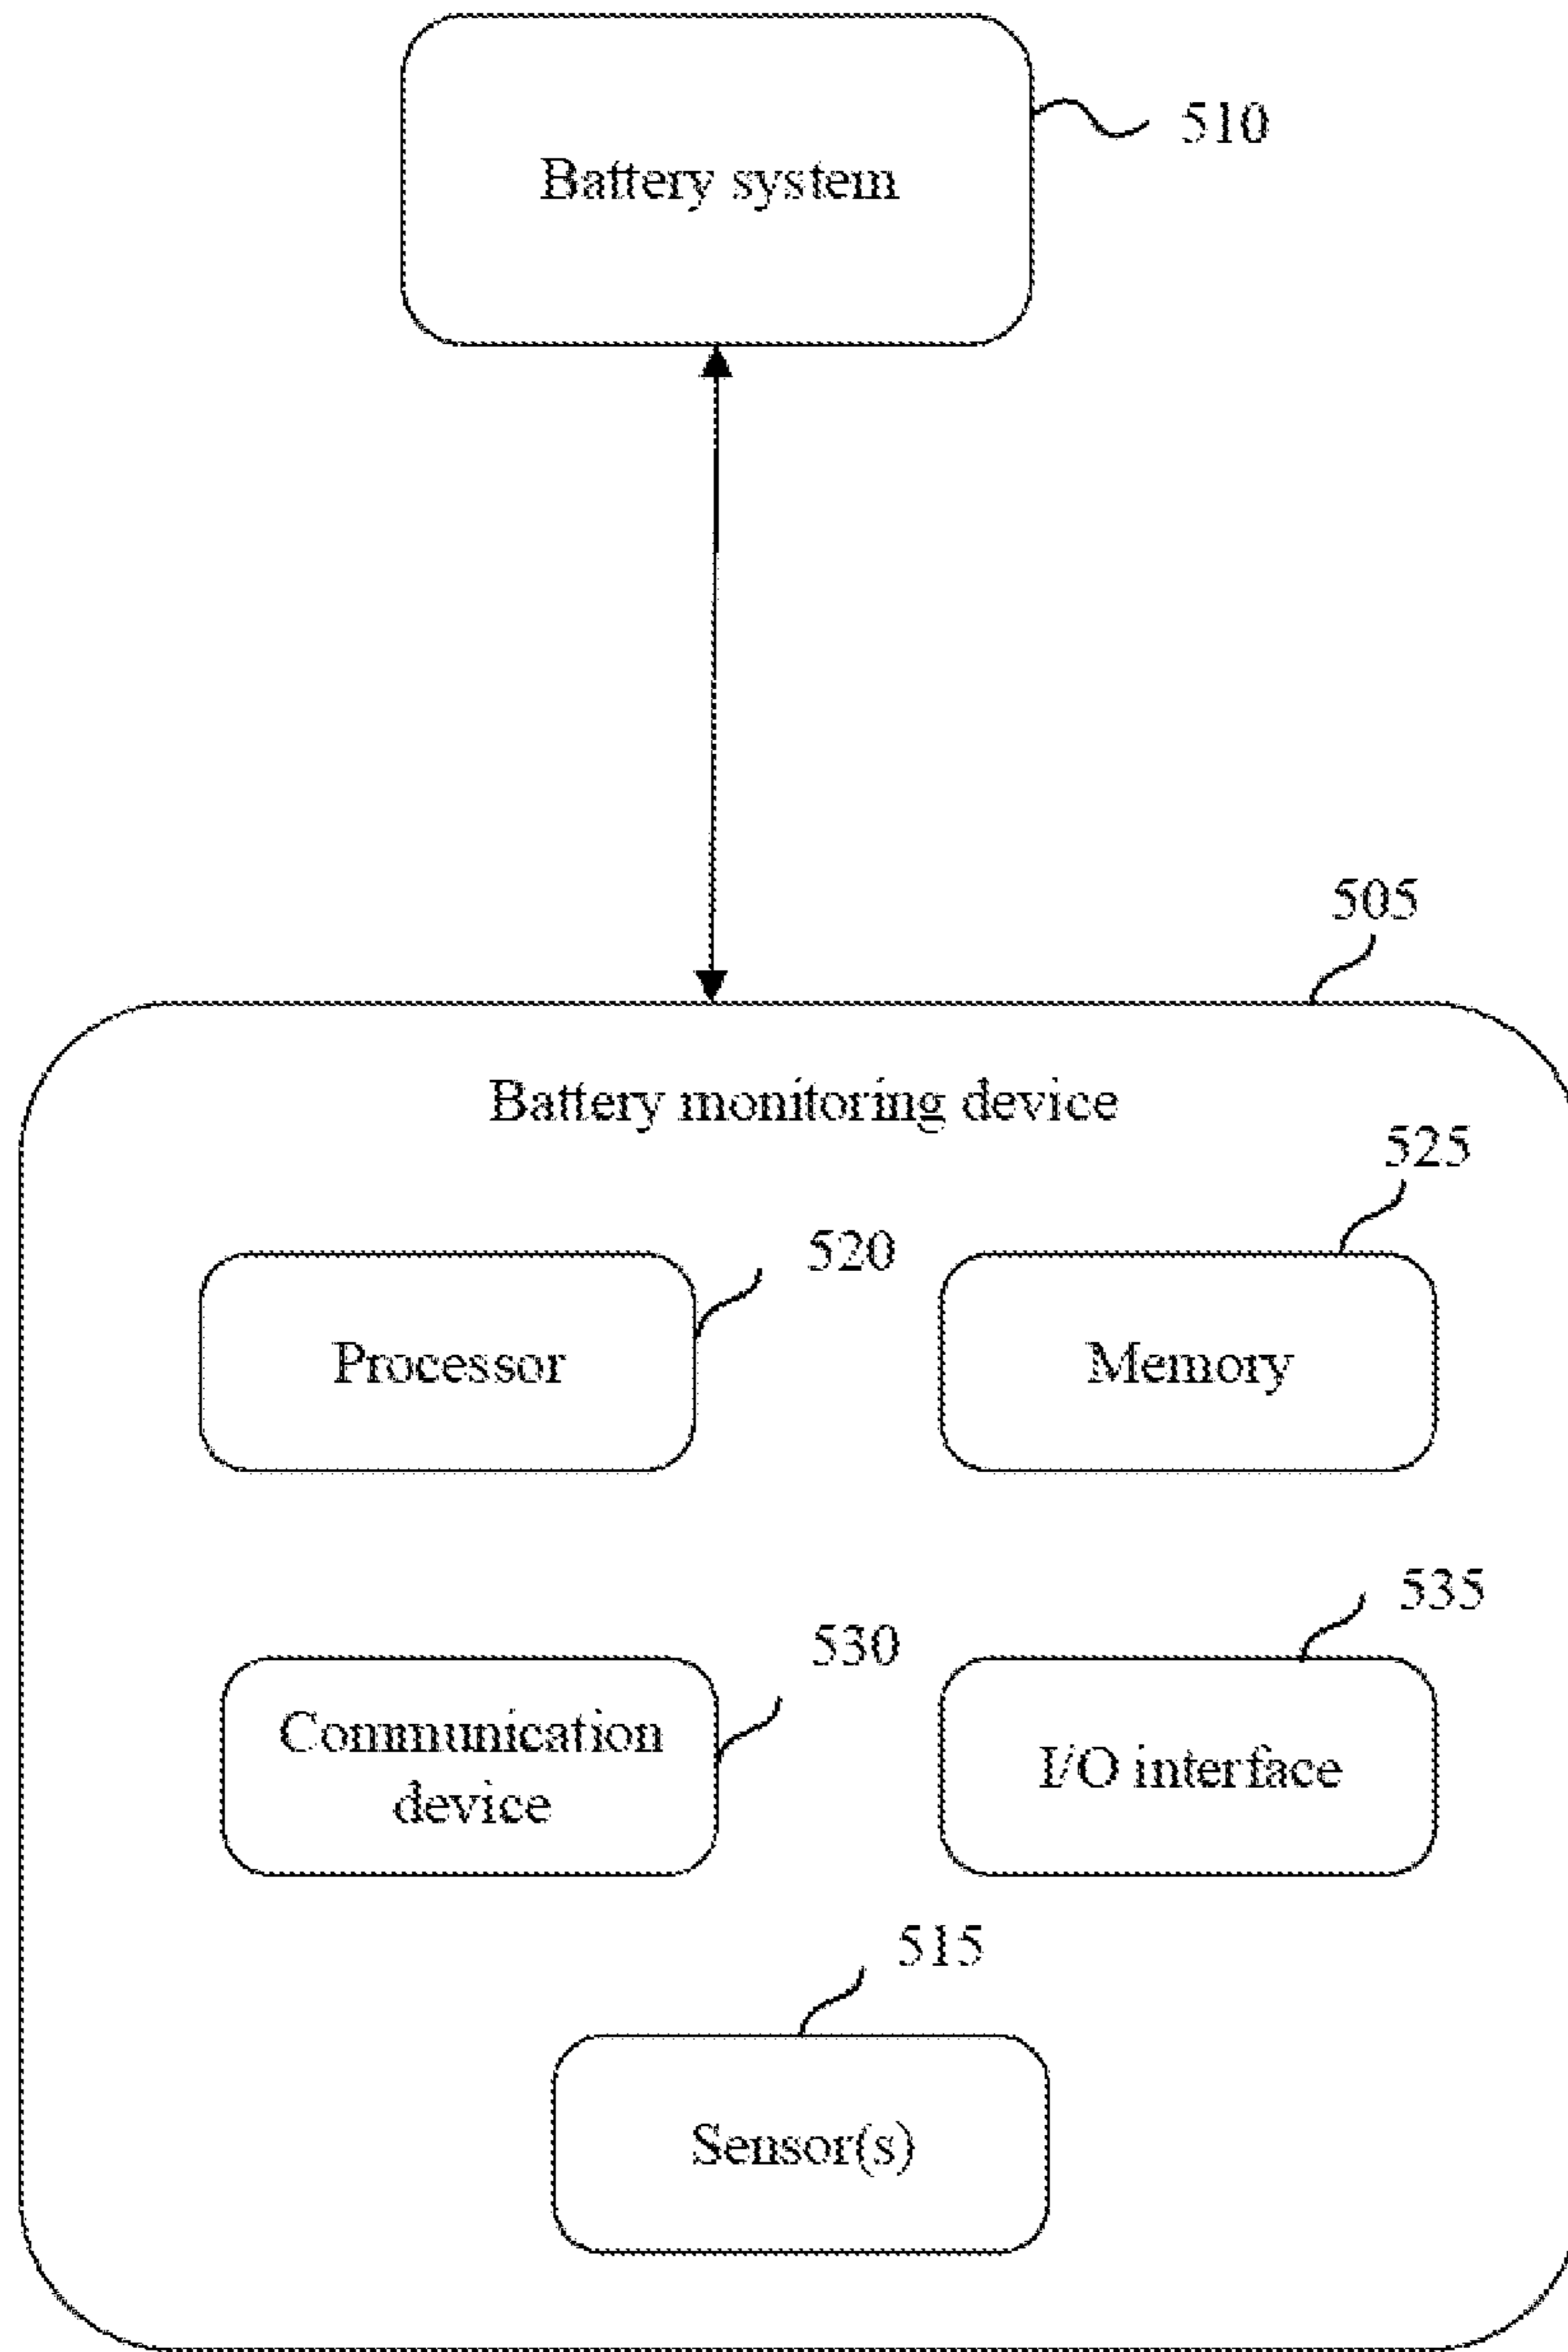 Battery system
510
505
Battery monitoring device
525
520
Processor
Memory
535
530
Communication
device
I/O interface
515
Sensor(s)